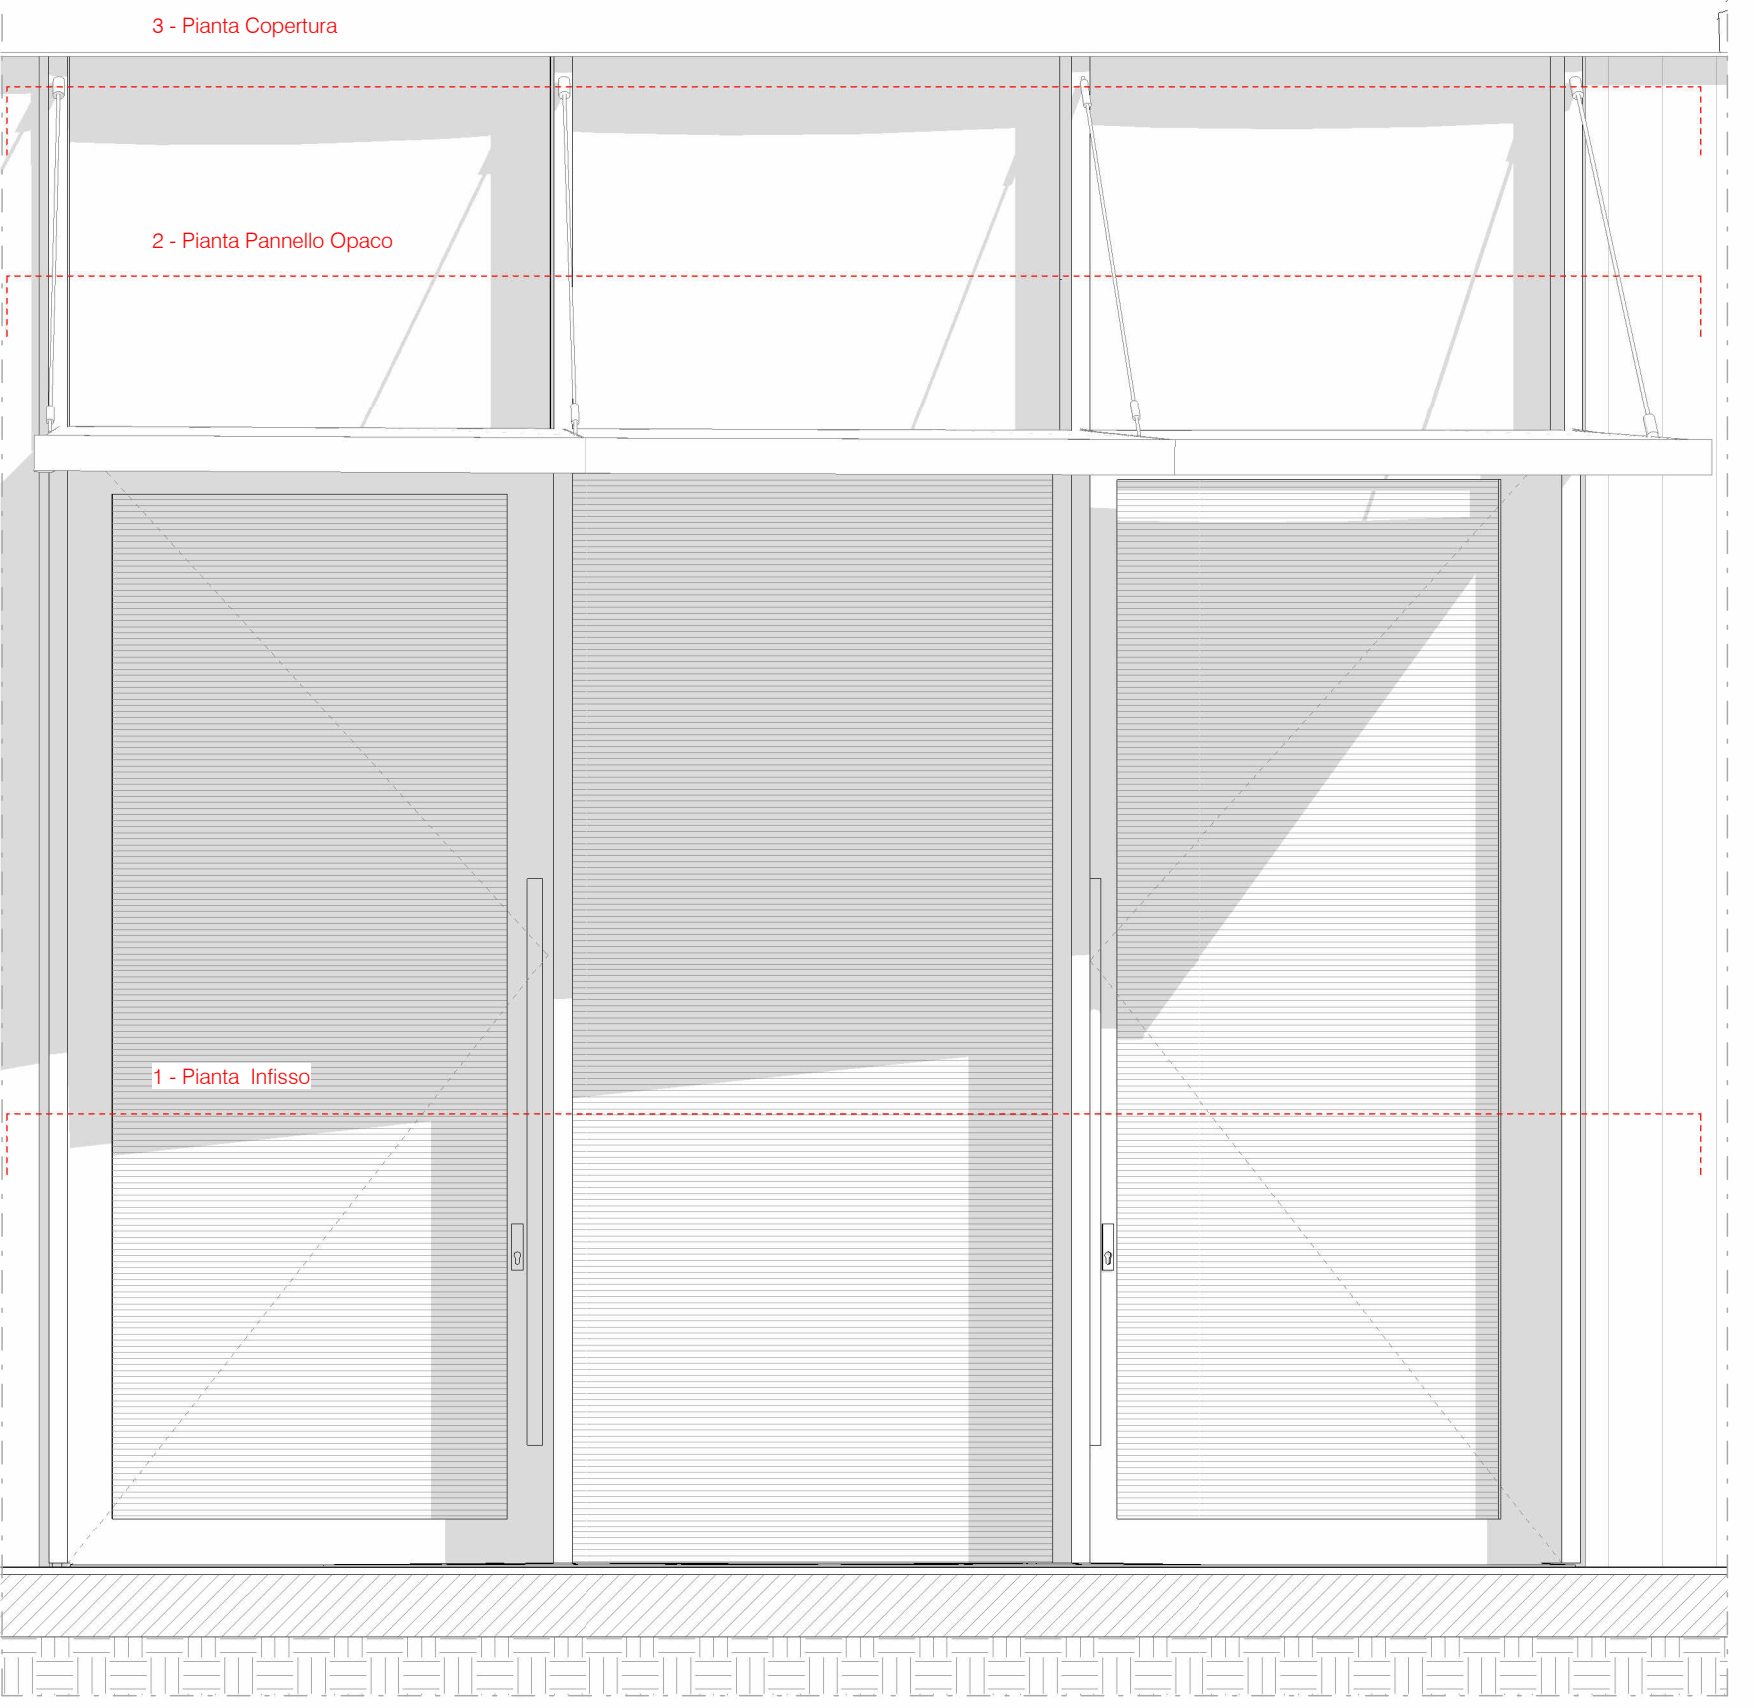 3 - Pianta Copertura
2 - Pianta Pannello Opaco
1 - Pianta  Infisso